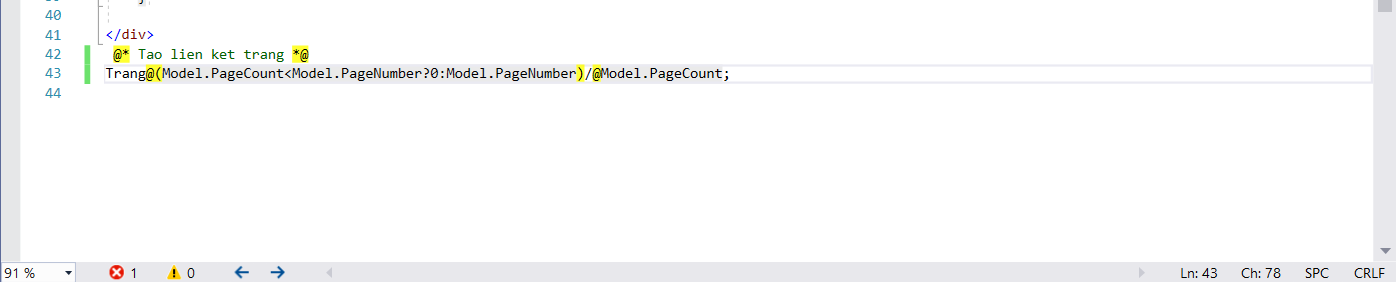 40
41 </div>
42 @* Tao lien ket trang *@
43 Trang@(Model.PageCount<Model.PageNumber?0:Model.PageNumber)/@Model.PageCount;
44
91 % 1 0 Ln: 43 Ch: 78 SPC CRLF